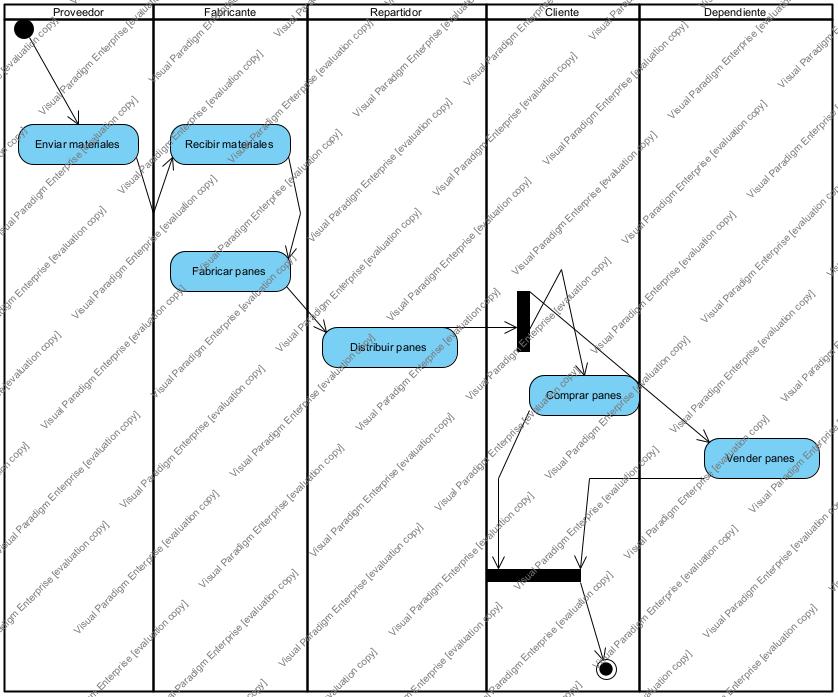 Proveedor
Fabricante
Repartidor
Cliente
Dependiente
Enviar materiales
Recibir materiales
Fabricar panes
Distribuir panes
Comprar panes
Vender panes
Visual Paradigm Enterprise [evaluation copy]